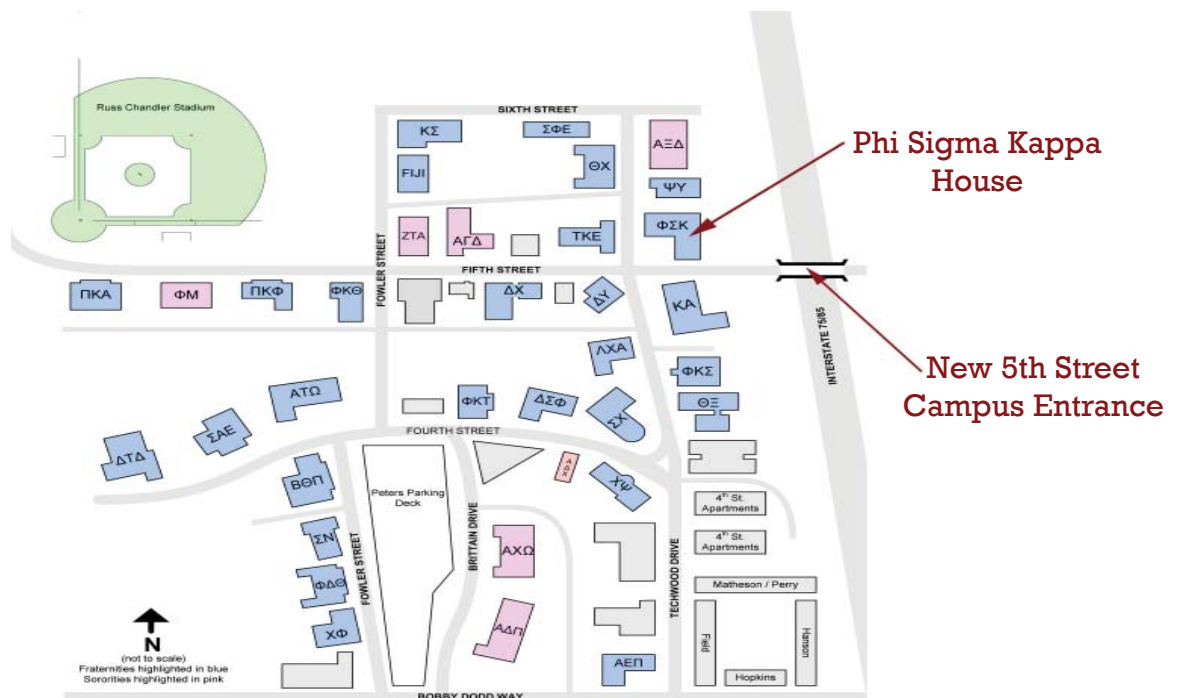 SIXTH STREET
Russ Chandler Stadium
ΚΣ
ΣΦΕ
ΑΞΔ
Phi Sigma Kappa
House
FIJI
ΘΧ
ΨΥ
ΖΤΑ
ΑΓΔ
ΤΚΕ
ΦΣΚ
FOWLER STREET
FIFTH STREET
ΠΚΑ
ΦΜ
ΠΚΦ
ΦΚΘ
ΔΧ
ΔΥ
ΚΑ
INTERSTATE 75/85
New 5th Street
Campus Entrance
ΛΧΑ
ΦΚΣ
ΑΤΩ
ΦΚΤ
ΔΣΦ
ΣΧ
ΘΞ
ΣΑΕ
FOURTH STREET
ΔΤΔ
ΒΘΠ
ΑΔΧ
ΧΨ
Peters Parking
Deck
4th St.
Apartments
4th St.
Apartments
ΣΝ
BRITTAIN DRIVE
ΑΧΩ
TECHWOOD DRIVE
FOWLER STREET
ΦΔΘ
Matheson / Perry
ΧΦ
ΑΔΠ
Field
Hanson
N
(not to scale)
Fraternities highlighted in blue
Sororities highlighted in pink
ΑΕΠ
Hopkins
BOBBY DODD WAY